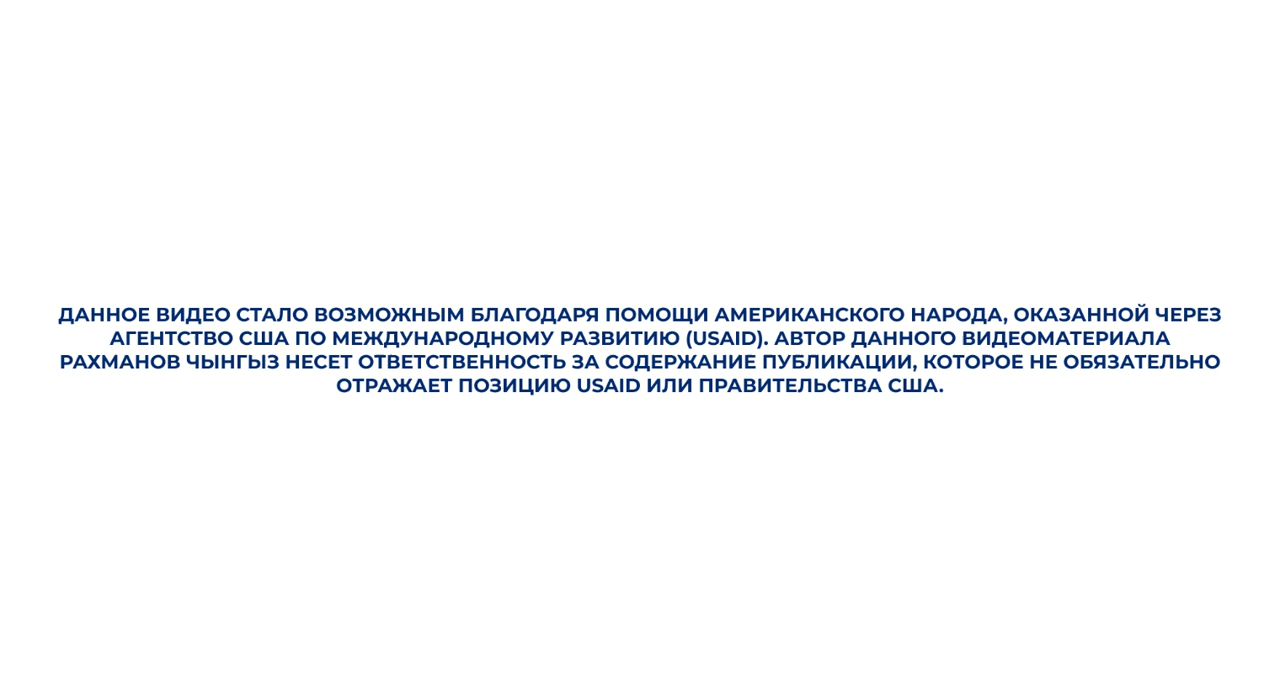 ДАННОЕ ВИДЕО СТАЛО ВОЗМОЖНЫМ БЛАГОДАРЯ ПОМОЩИ АМЕРИКАНСКОГО НАРОДА, ОКАЗАННОЙ ЧЕРЕЗ
АГЕНТСТВО США ПО МЕЖДУНАРОДНОМУ РАЗВИТИЮ (USAID). АВТОР ДАННОГО ВИДЕОМАТЕРИАЛА
РАХМАНОВ ЧЫНГЫЗ НЕСЕТ ОТВЕТСТВЕННОСТЬ ЗА СОДЕРЖАНИЕ ПУБЛИКАЦИИ, КОТОРОЕ НЕ ОБЯЗАТЕЛЬНО
ОТРАЖАЕТ ПОЗИЦИЮ USAID ИЛИ ПРАВИТЕЛЬСТВА США.